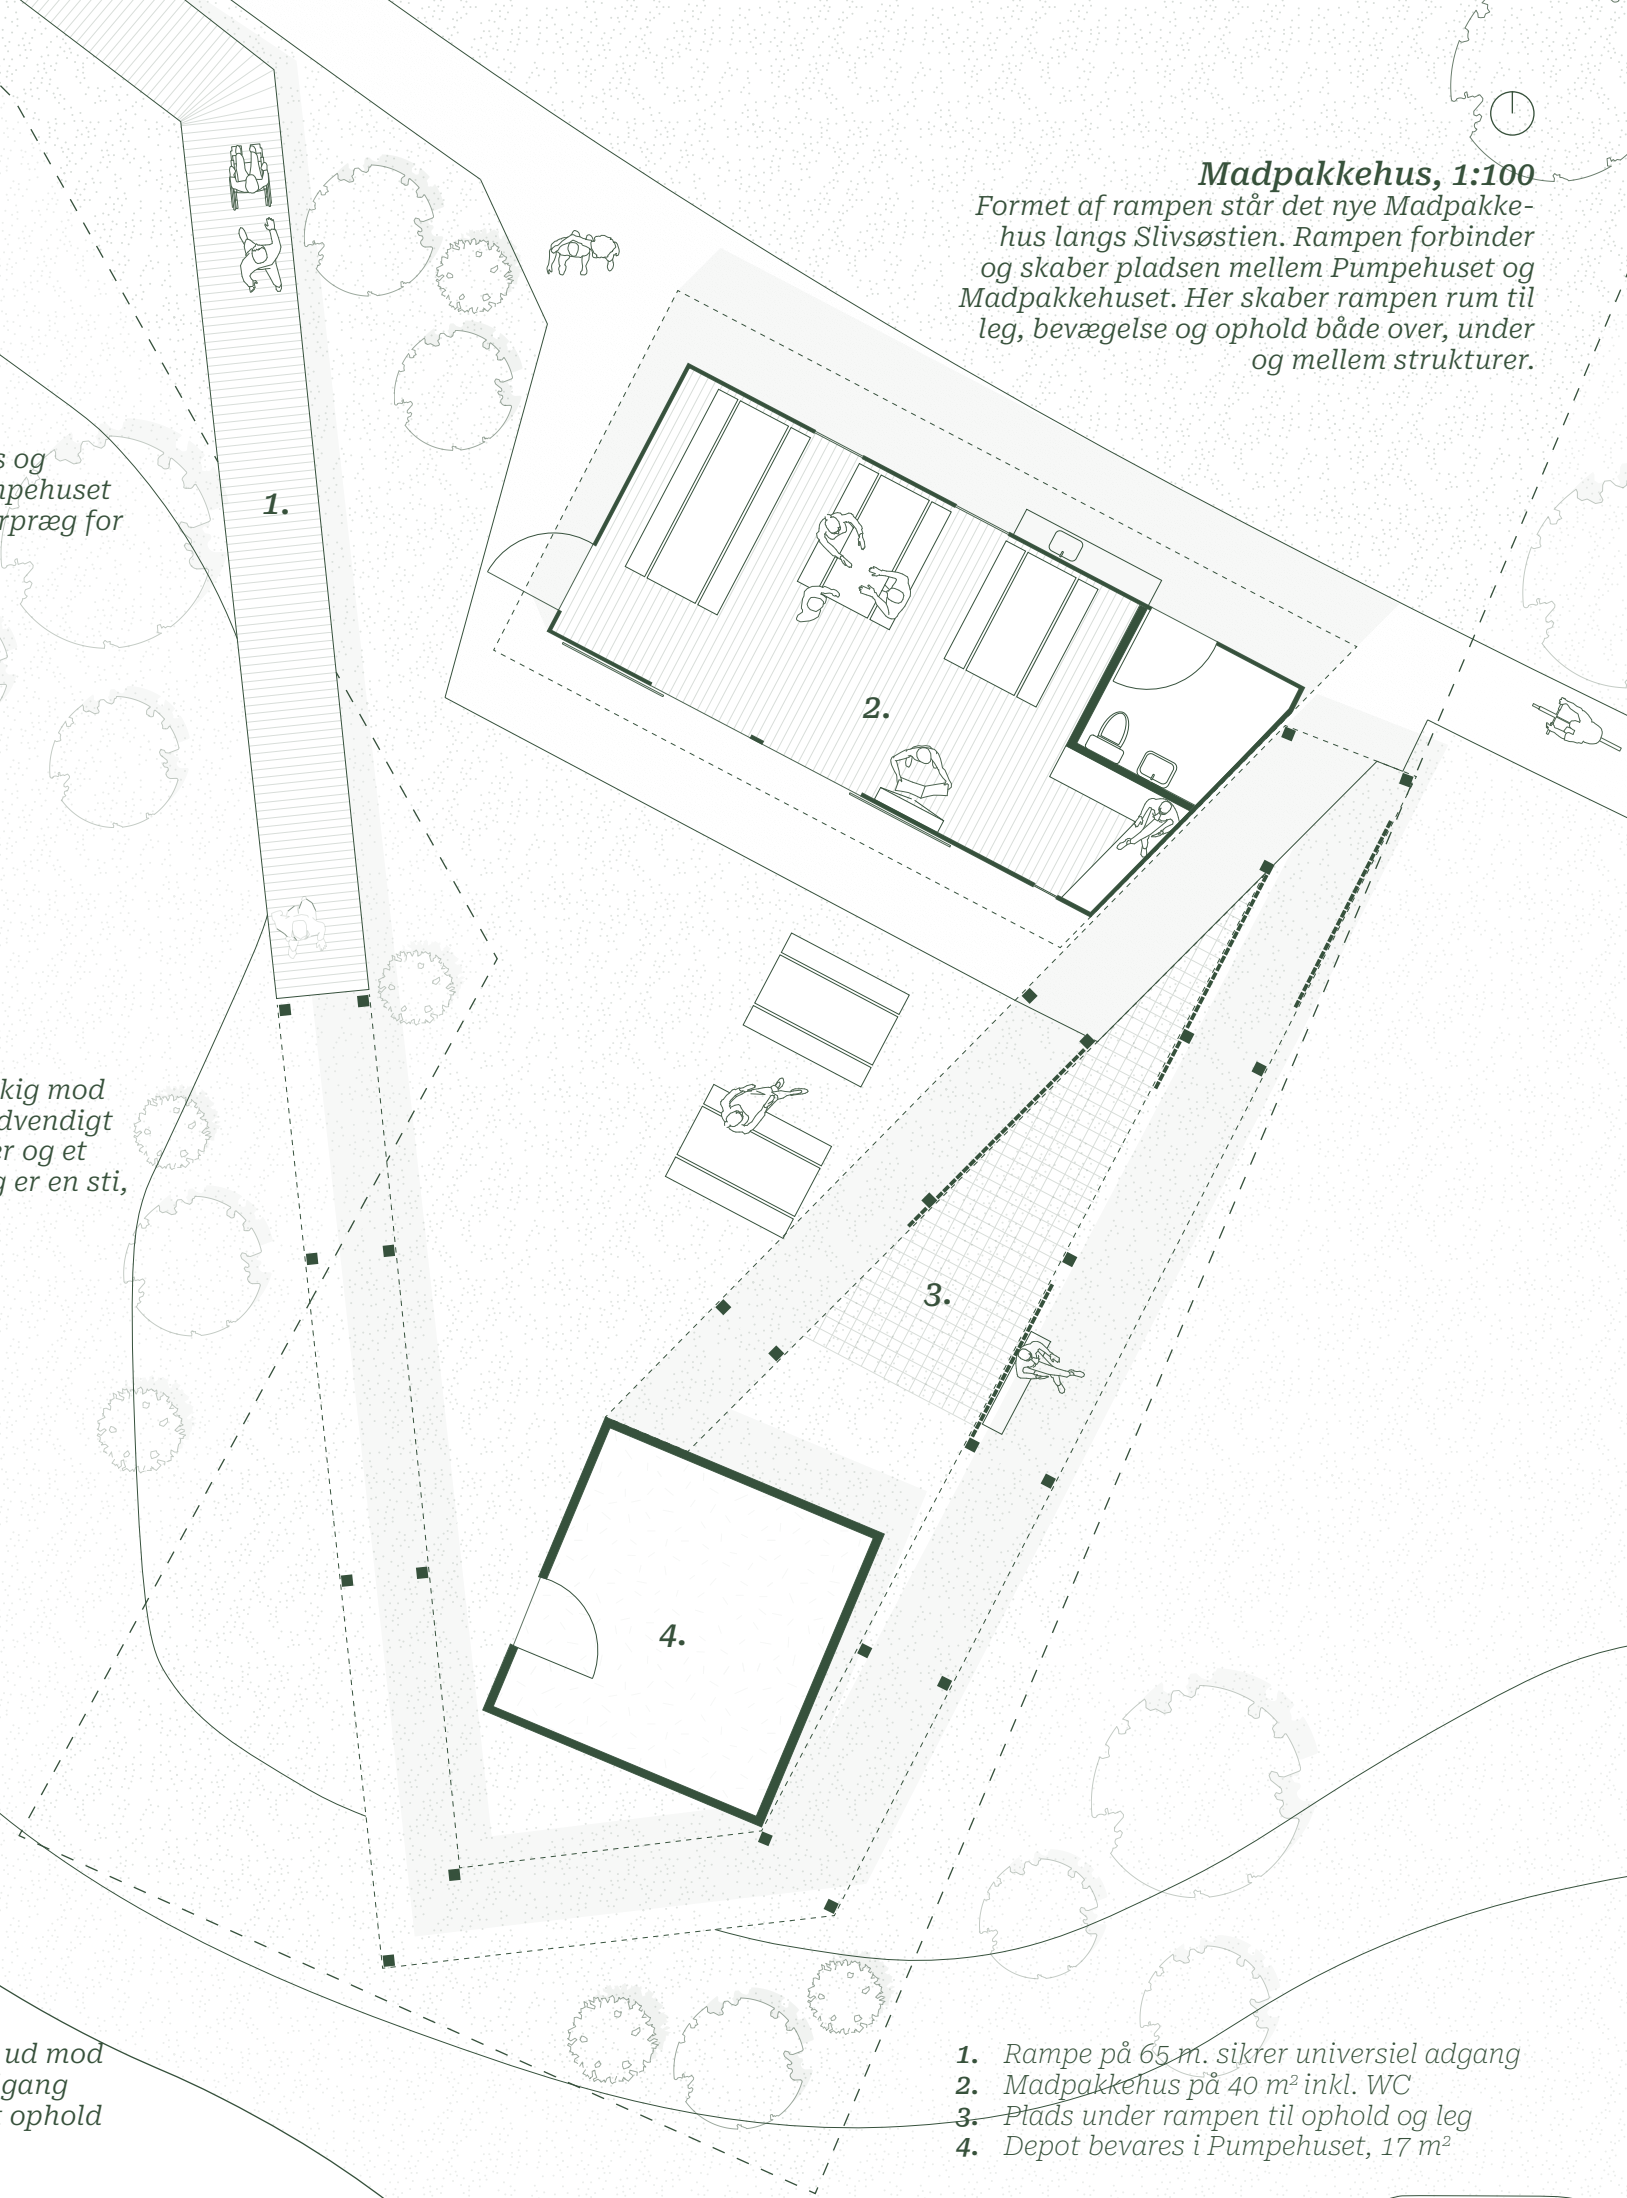 Madpakkehus, 1:100
Formet af rampen står det nye Madpakke-
hus langs Slivsøstien. Rampen forbinder
og skaber pladsen mellem Pumpehuset og
Madpakkehuset. Her skaber rampen rum til
leg, bevægelse og ophold både over, under
og mellem strukturer.
s og
mpehuset
rpræg for
1.
2.
kig mod
dvendigt
er og et
g er en sti,
3.
4.
ud mod
gang
ophold
1. Rampe på 65 m. sikrer universiel adgang
2. Madpakkehus på 40 m² inkl. WC
3. Plads under rampen til ophold og leg
4. Depot bevares i Pumpehuset, 17 m²